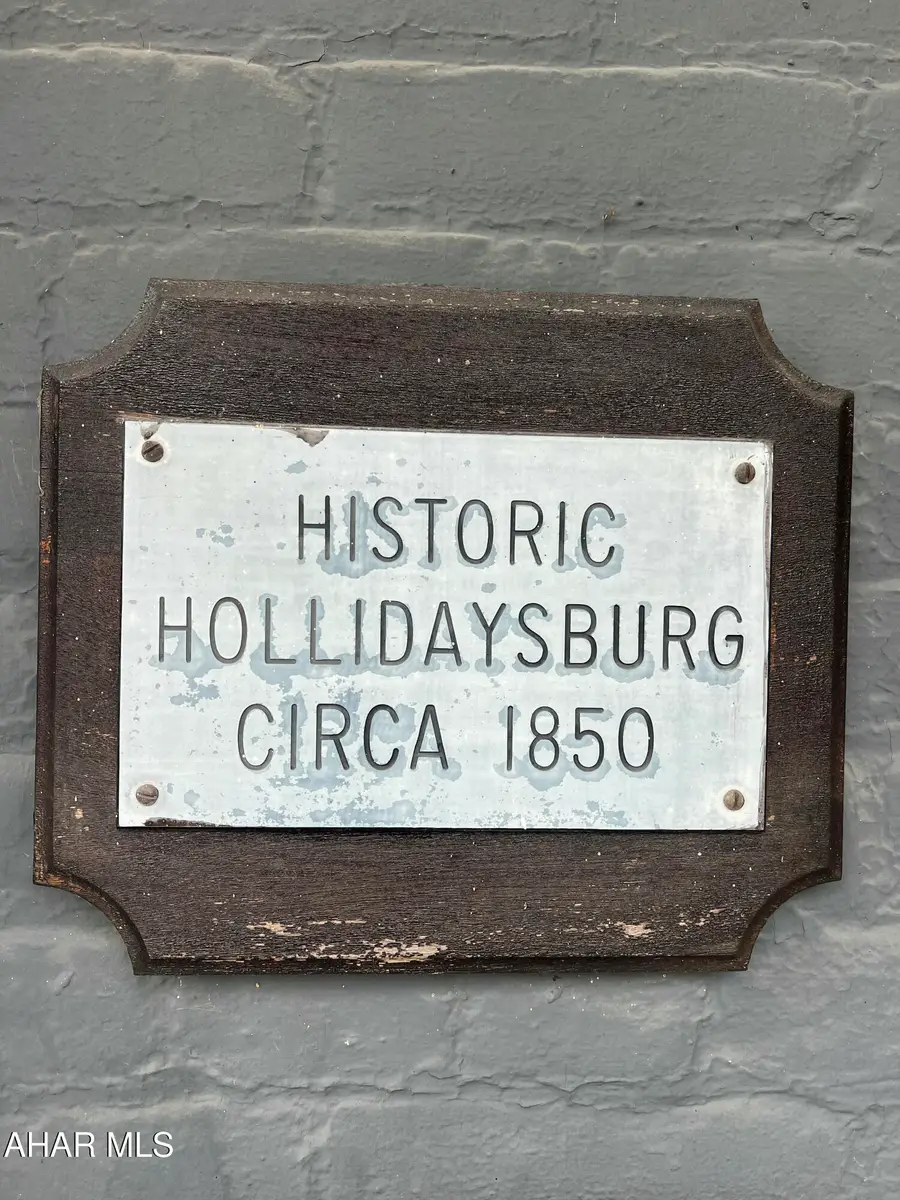 HISTORIC
HOLLIDAYSBURG
CIRCA 1850
AHAR MLS